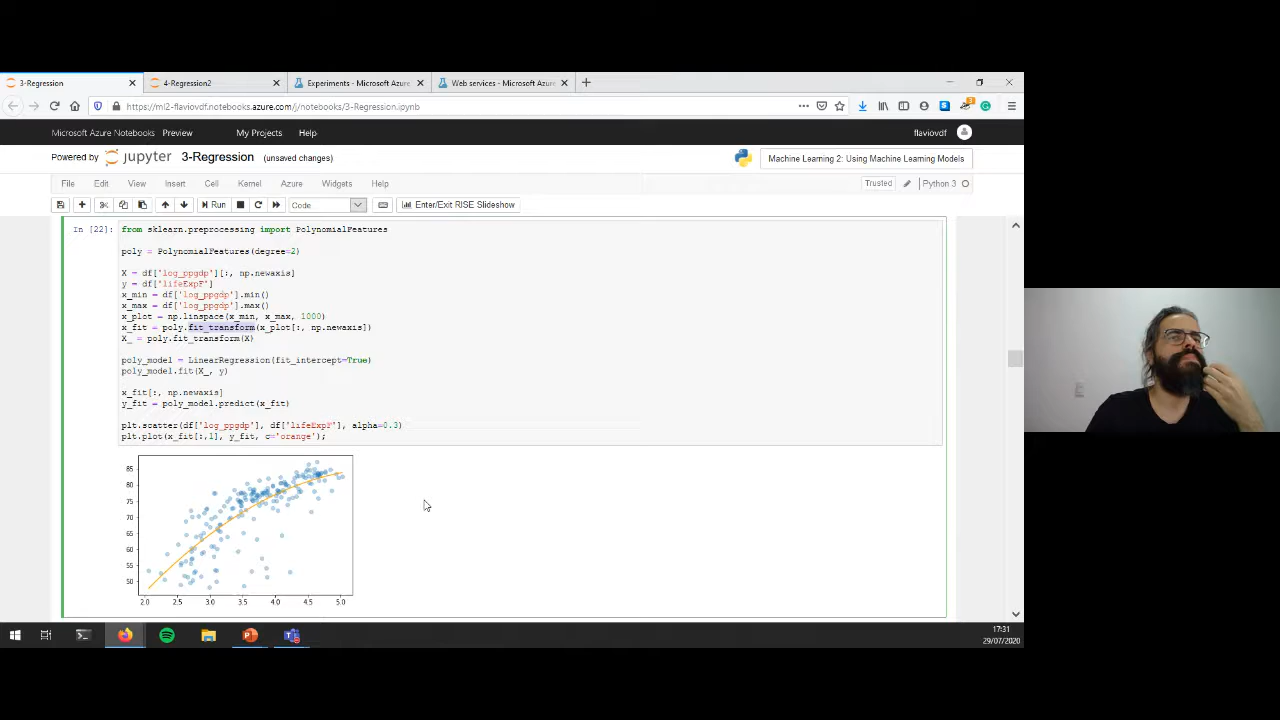 3-Regression
4-Regression2
Experiments - Microsoft Azure
Web services - Microsoft Azure
https://ml2-flaviovdf.notebooks.azure.com/j/notebooks/3-Regression.ipynb
3
Microsoft Azure Notebooks Preview My Projects Help flaviovdf
Powered by jupyter 3-Regression (unsaved changes) Machine Learning 2: Using Machine Learning Models
File Edit View Insert Cell Kernel Azure Widgets Help Trusted Python 3
Run Code Enter/Exit RISE Slideshow
In [22]:
from sklearn.preprocessing import PolynomialFeatures
poly = PolynomialFeatures(degree=2)
X = df['log_ppgdp'][:, np.newaxis]
y = df['lifeExpF']
x_min = df['log_ppgdp'].min()
x_max = df['log_ppgdp'].max()
x_plot = np.linspace(x_min, x_max, 1000)
x_fit = poly.fit_transform(x_plot[:, np.newaxis])
X_ = poly.fit_transform(X)
poly_model = LinearRegression(fit_intercept=True)
poly_model.fit(X_, y)
x_fit[:, np.newaxis]
y_fit = poly_model.predict(x_fit)
plt.scatter(df['log_ppgdp'], df['lifeExpF'], alpha=0.3)
plt.plot(x_fit[:,1], y_fit, c='orange');
85
80
75
70
65
60
55
50
2.0 2.5 3.0 3.5 4.0 4.5 5.0
17:31
29/07/2020